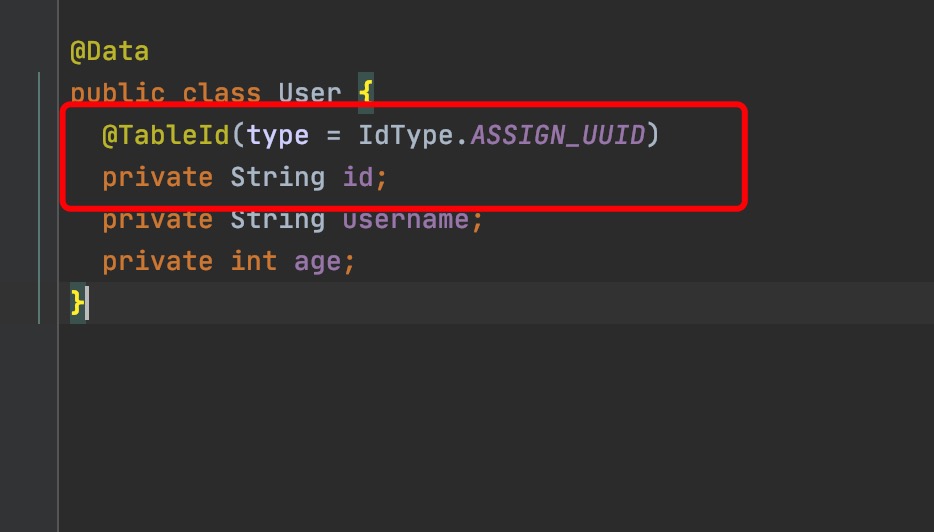 @Data
public class User {
@TableId(type = IdType.ASSIGN_UUID)
private String id;
private String username;
private int age;
}